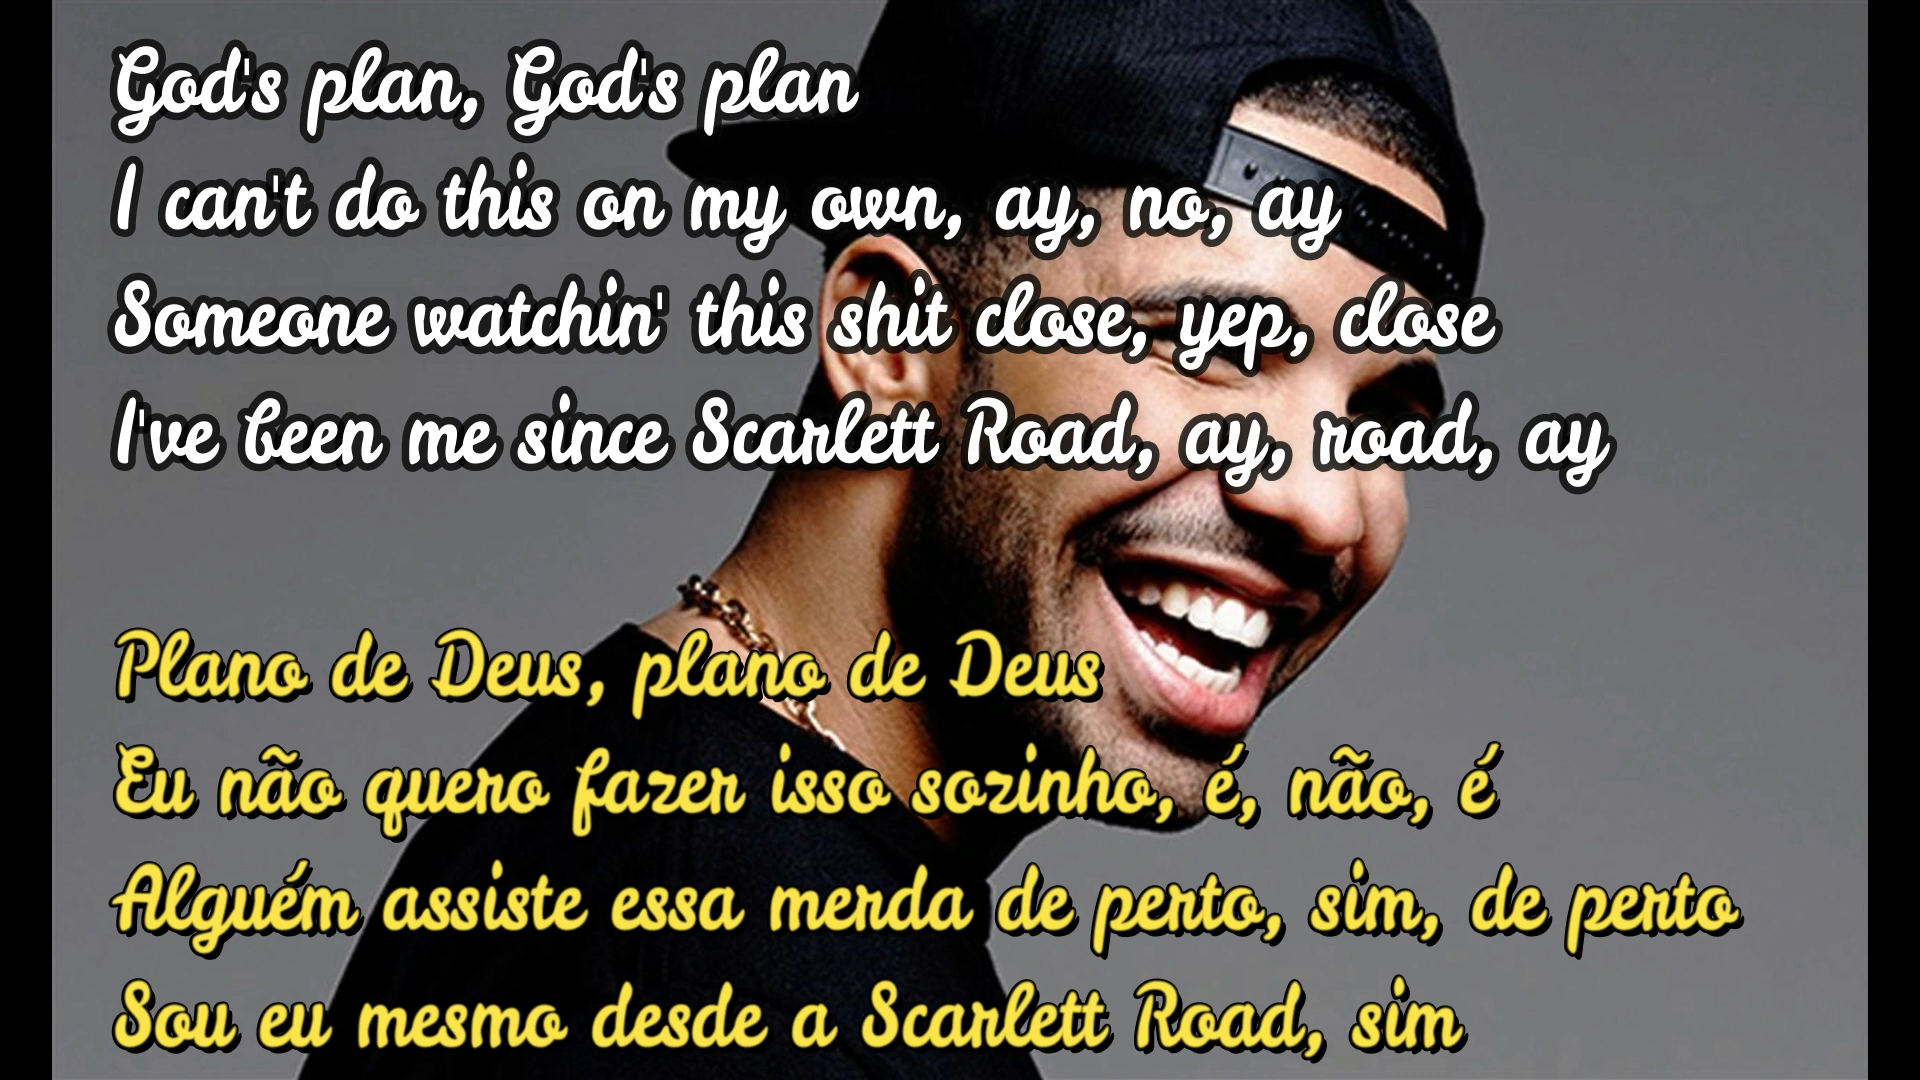 God's plan, God's plan
I can't do this on my own, ay, no, ay
Someone watchin' this shit close, yep, close
I've been me since Scarlett Road, ay, road, ay
Plano de Deus, plano de Deus
Eu não quero fazer isso sozinho, é, não, é
Alguém assiste essa merda de perto, sim, de perto
Sou eu mesmo desde a Scarlett Road, sim